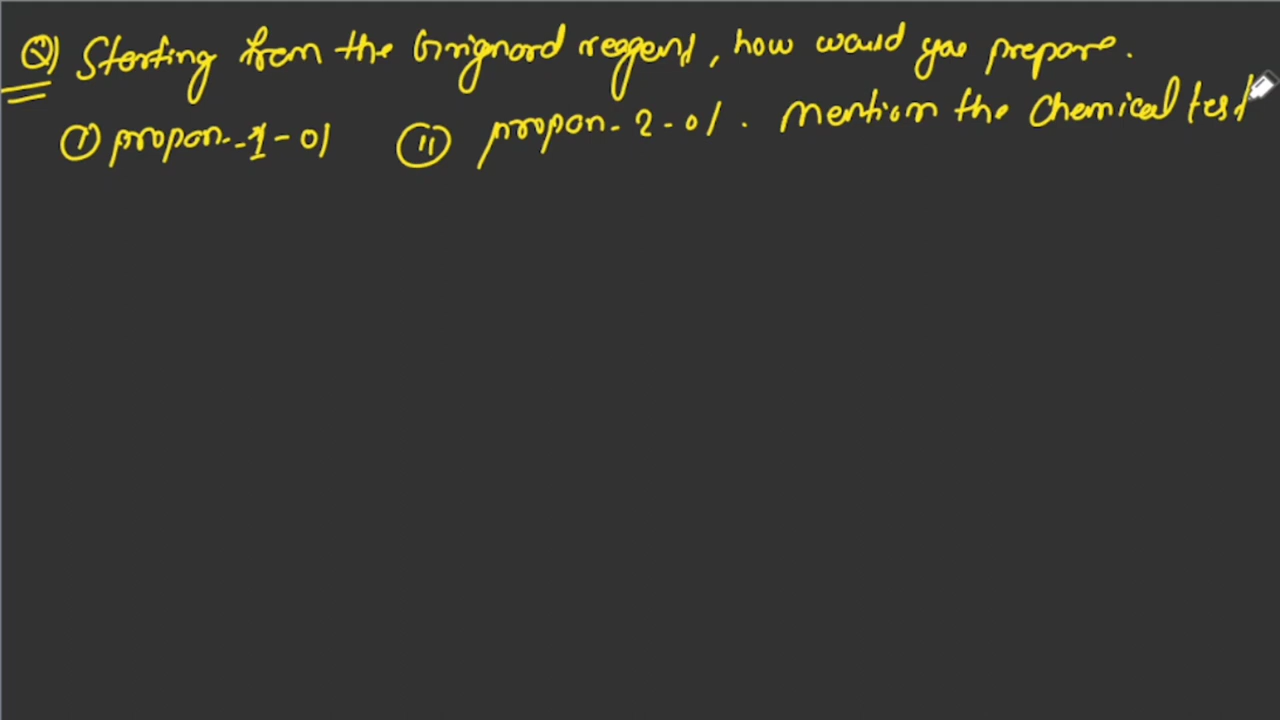 Q) Starting from the Grignard reagent, how would you prepare.
(i) propan-1-ol (ii) propan-2-ol. Mention the chemical test